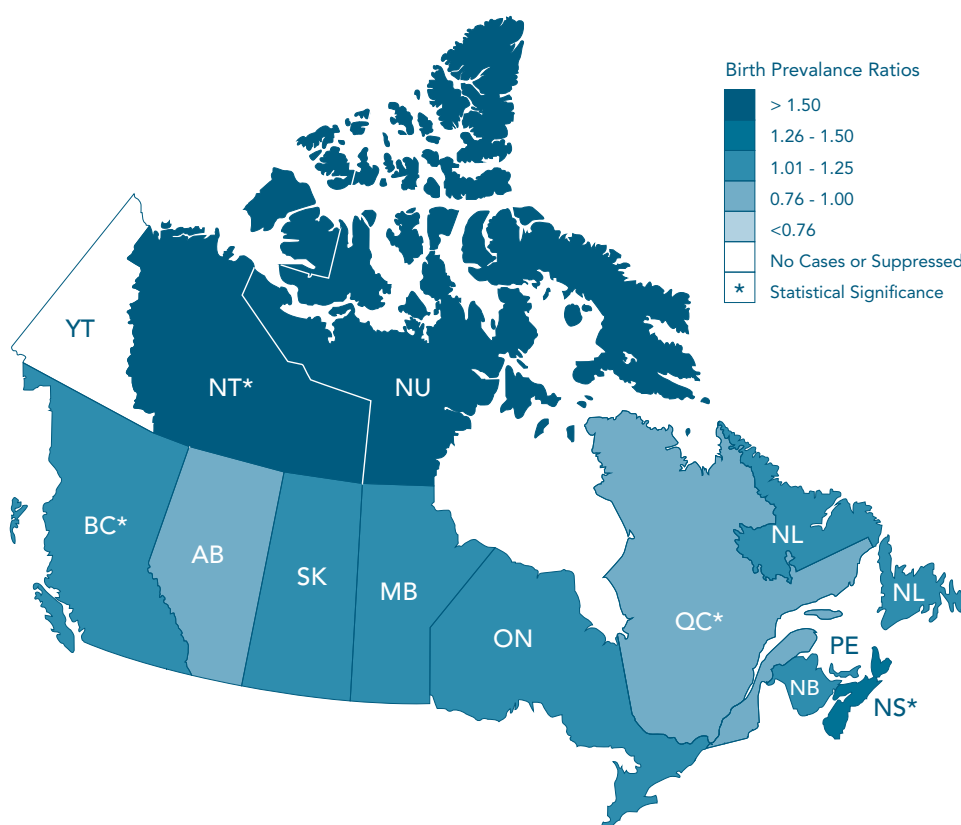 Birth Prevalance Ratios
> 1.50
1.26 - 1.50
1.01 - 1.25
0.76 - 1.00
<0.76
No Cases or Suppressed
* Statistical Significance
YT
NT*
NU
BC*
AB
SK
MB
ON
QC*
NL
NL
PE
NB
NS*